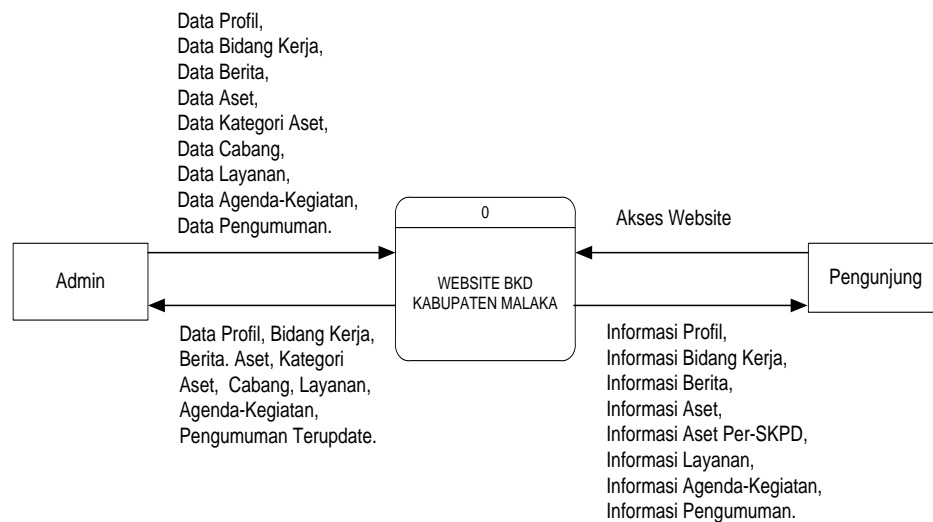 Data Profil,
Data Bidang Kerja,
Data Berita,
Data Aset,
Data Kategori Aset,
Data Cabang,
Data Layanan,
Data Agenda-Kegiatan,
Data Pengumuman.
Admin
0
WEBSITE BKD
KABUPATEN MALAKA
Akses Website
Pengunjung
Data Profil, Bidang Kerja,
Berita. Aset, Kategori
Aset, Cabang, Layanan,
Agenda-Kegiatan,
Pengumuman Terupdate.
Informasi Profil,
Informasi Bidang Kerja,
Informasi Berita,
Informasi Aset,
Informasi Aset Per-SKPD,
Informasi Layanan,
Informasi Agenda-Kegiatan,
Informasi Pengumuman.